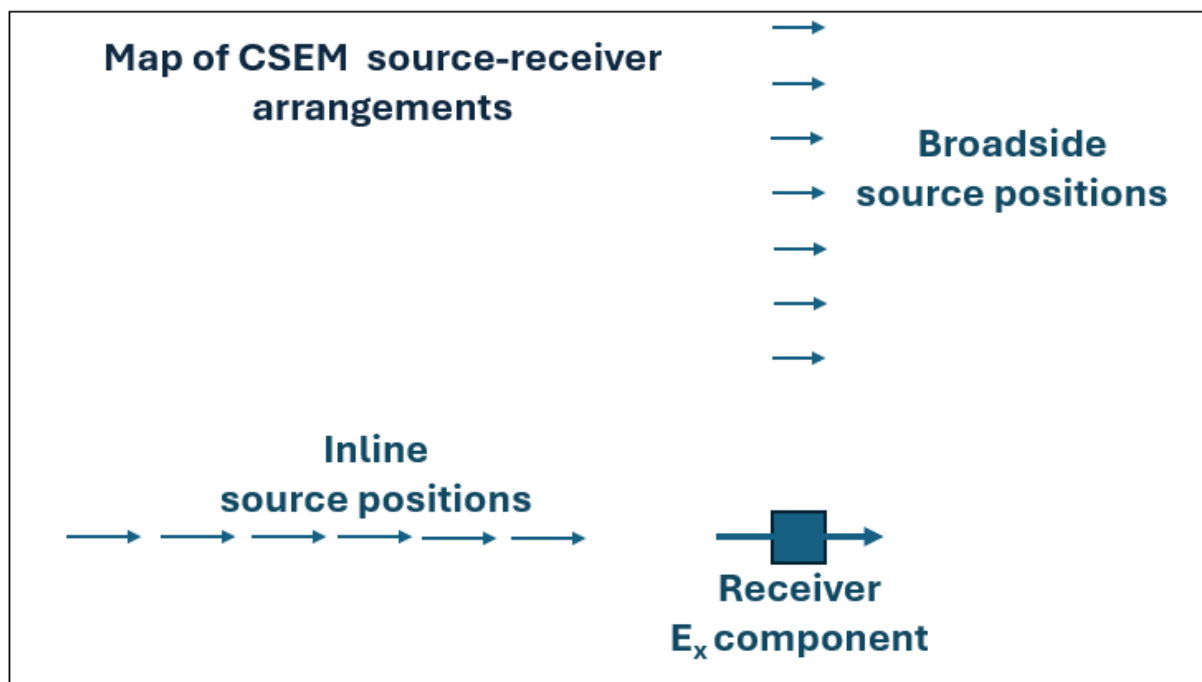 Map of CSEM source-receiver
arrangements
Broadside
source positions
Inline
source positions
Receiver
Ex component